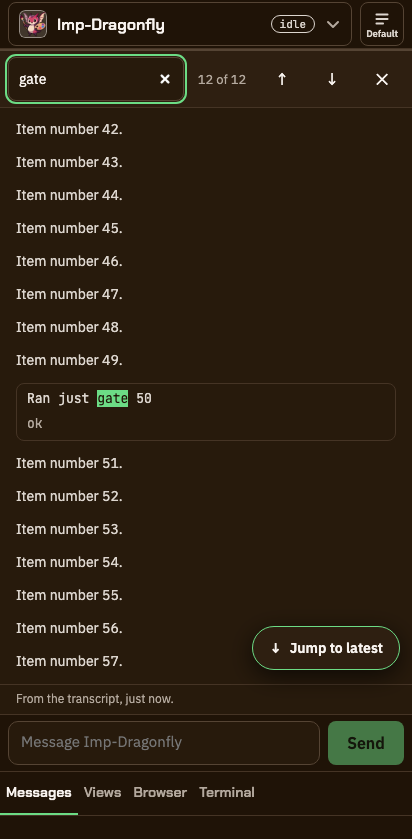 Imp-Dragonfly
idle
Default
gate
12 of 12
Item number 42.
Item number 43.
Item number 44.
Item number 45.
Item number 46.
Item number 47.
Item number 48.
Item number 49.
Ran just gate 50
ok
Item number 51.
Item number 52.
Item number 53.
Item number 54.
Item number 55.
Item number 56.
Item number 57.
Jump to latest
From the transcript, just now.
Message Imp-Dragonfly
Send
Messages Views Browser Terminal